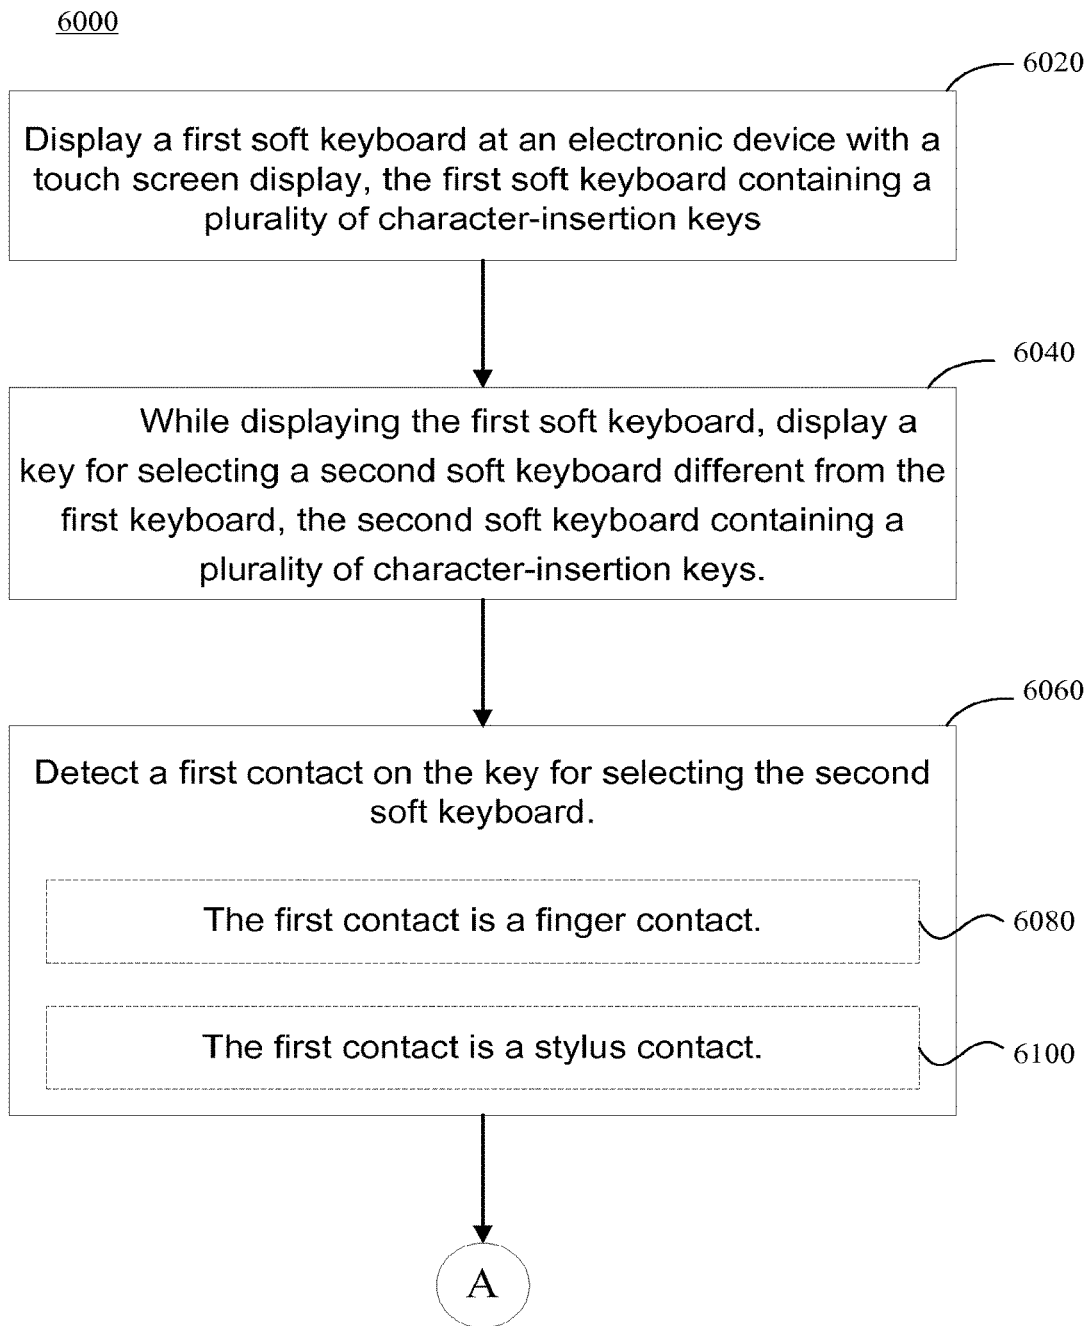 6000
6020
Display a first soft keyboard at an electronic device with a
touch screen display, the first soft keyboard containing a
plurality of character-insertion keys
6040
While displaying the first soft keyboard, display a
key for selecting a second soft keyboard different from the
first keyboard, the second soft keyboard containing a
plurality of character-insertion keys.
6060
Detect a first contact on the key for selecting the second
soft keyboard.
The first contact is a finger contact.
6080
The first contact is a stylus contact.
6100
A